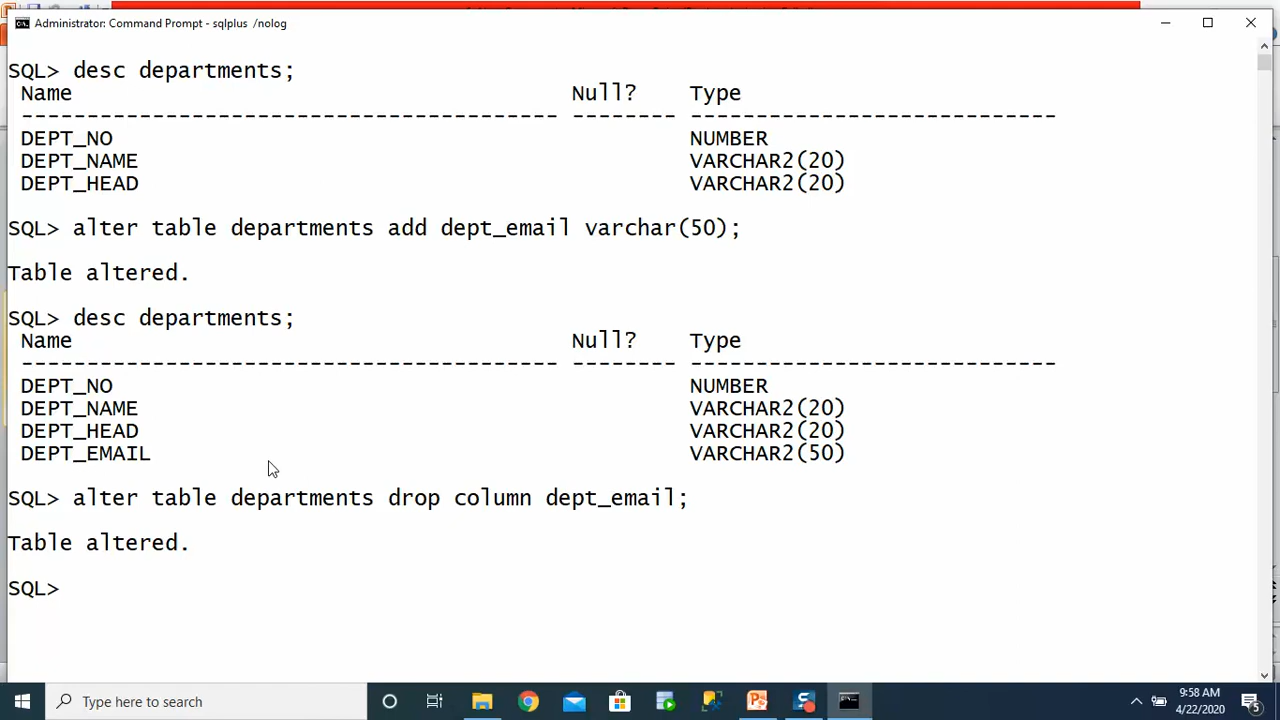 Administrator: Command Prompt - sqlplus /nolog
SQL> desc departments;
Name Null? Type
----------------------------------------- -------- ----------------------------
DEPT_NO NUMBER
DEPT_NAME VARCHAR2(20)
DEPT_HEAD VARCHAR2(20)
SQL> alter table departments add dept_email varchar(50);
Table altered.
SQL> desc departments;
Name Null? Type
----------------------------------------- -------- ----------------------------
DEPT_NO NUMBER
DEPT_NAME VARCHAR2(20)
DEPT_HEAD VARCHAR2(20)
DEPT_EMAIL VARCHAR2(50)
SQL> alter table departments drop column dept_email;
Table altered.
SQL>
Type here to search
9:58 AM
4/22/2020
5